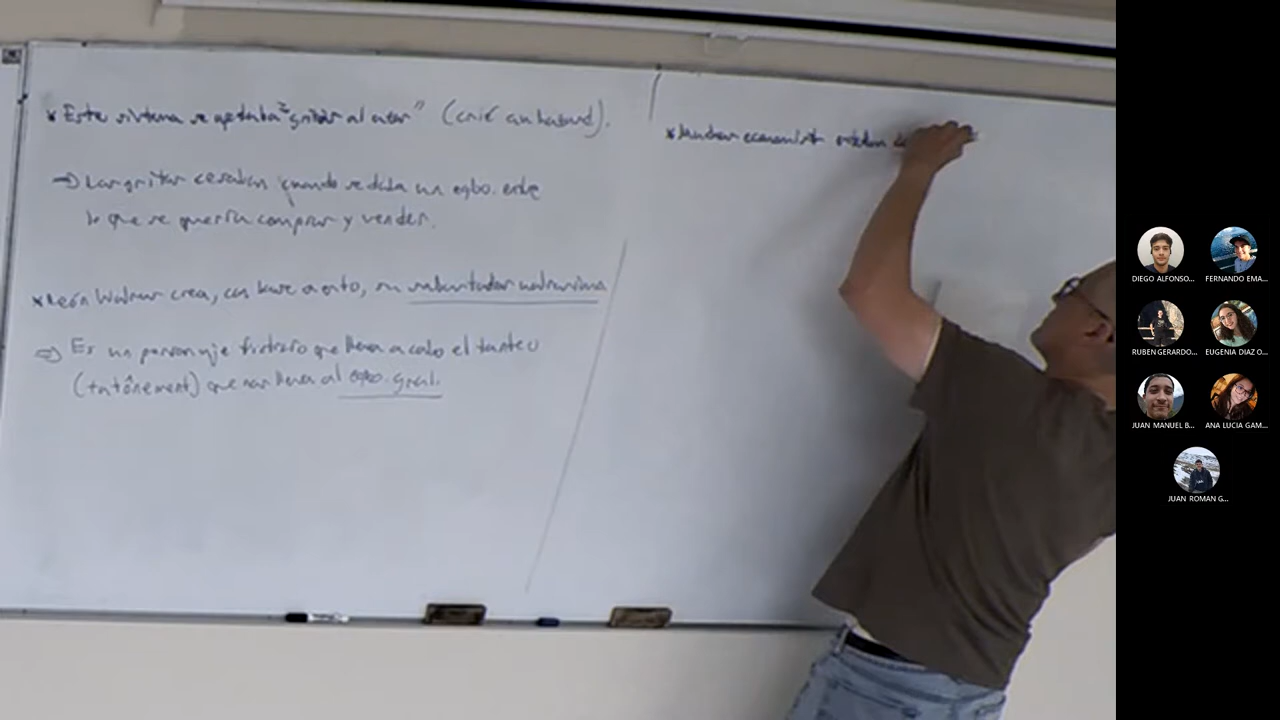 * Este sistema se apodaba "gritar al azar" (crié au hasard).
→ Los gritos cesaban cuando se daba un eqbo. entre
lo que se quería comprar y vender.
* León Walras crea, con base a esto, su subastador walrasiano
⇒ Es un personaje ficticio que lleva a cabo el tanteo
(tatônement) que nos lleva al eqbo. gral.
* Muchos economistas
DIEGO ALFONSO...
FERNANDO EMA...
RUBEN GERARDO...
EUGENIA DIAZ O...
JUAN MANUEL B...
ANA LUCIA GAM...
JUAN ROMAN G...